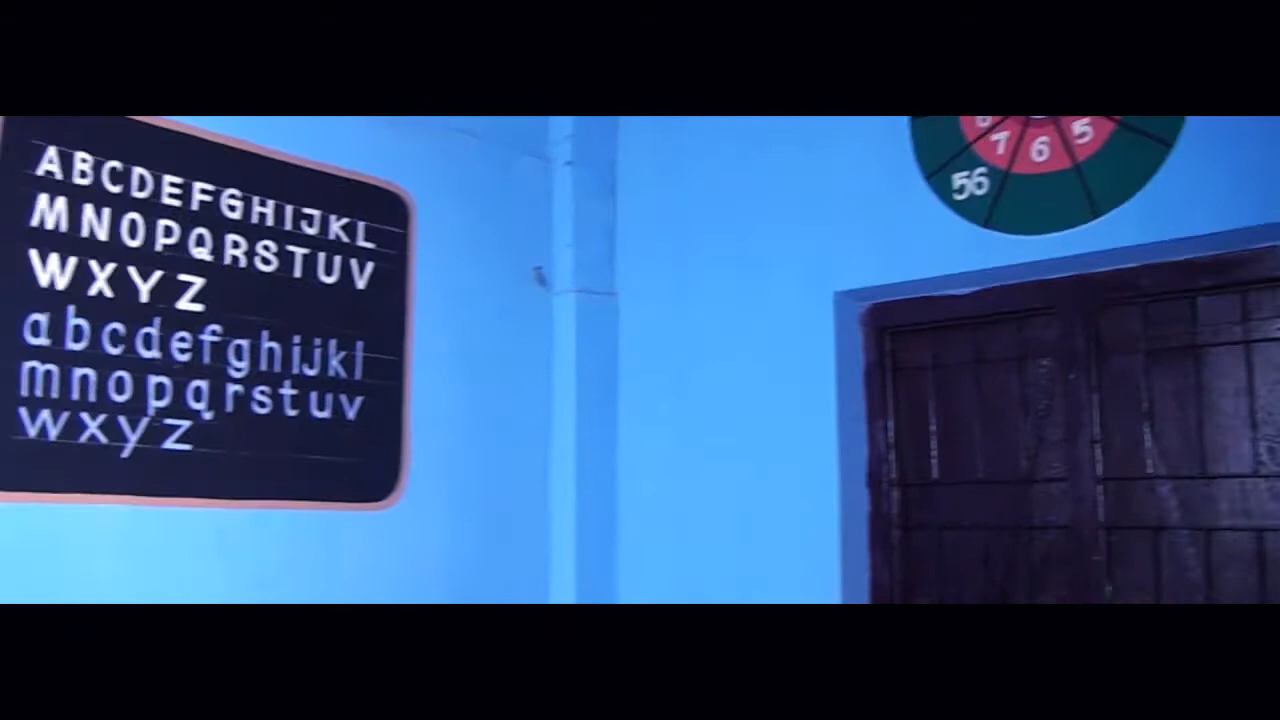 ABCDEFGHIJKL
MNOPQRSTUV
WXYZ
abcdefghijkl
mnopqrstuv
wxyz
7 6 5
56